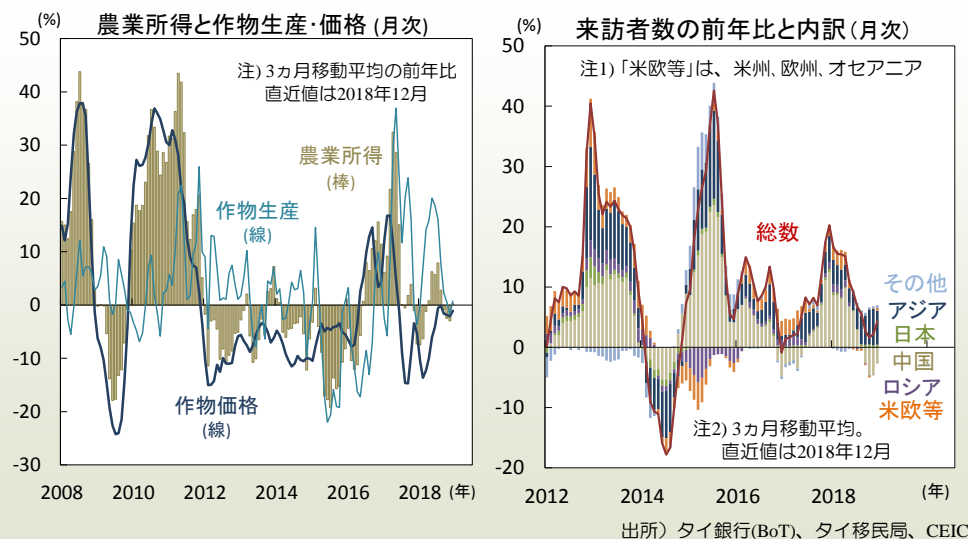 農業所得と作物生産･価格 (月次)
(%)
50
40
30
20
10
0
-10
-20
-30
注) 3ヵ月移動平均の前年比
直近値は2018年12月
農業所得
(棒)
作物生産
(線)
作物価格
(線)
2008 2010 2012 2014 2016 2018 (年)
来訪者数の前年比と内訳(月次)
(%)
50
40
30
20
10
0
-10
-20
注1)「米欧等」は、米州、欧州、オセアニア
総数
その他
アジア
日本
中国
ロシア
米欧等
注2) 3ヵ月移動平均。
直近値は2018年12月
2012 2014 2016 2018 (年)
出所）タイ銀行(BoT)、タイ移民局、CEIC